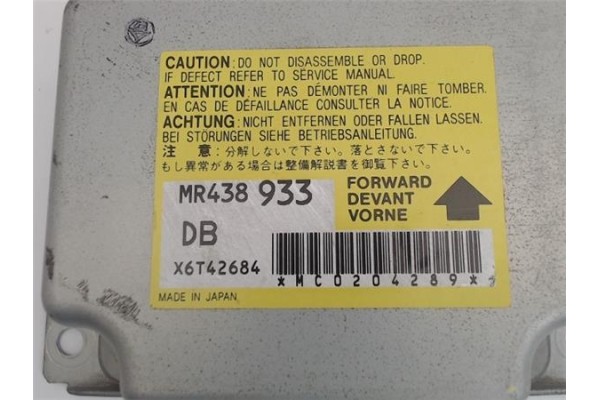 CAUTION: DO NOT DISASSEMBLE OR DROP.
IF DEFECT REFER TO SERVICE MANUAL.
ATTENTION: NE PAS DÉMONTER NI FAIRE TOMBER.
EN CAS DE DÉFAILLANCE CONSULTER LA NOTICE.
ACHTUNG: NICHT ENTFERNEN ODER FALLEN LASSEN.
BEI STÖRUNGEN SIEHE BETRIEBSANLEITUNG.
注 意:分解しないで下さい。落とさないで下さい。
もし異常がある場合は整備解説書を御覧下さい。
MR438 933
FORWARD
DEVANT
VORNE
DB
X6T42684
*MC0204289*
MADE IN JAPAN.